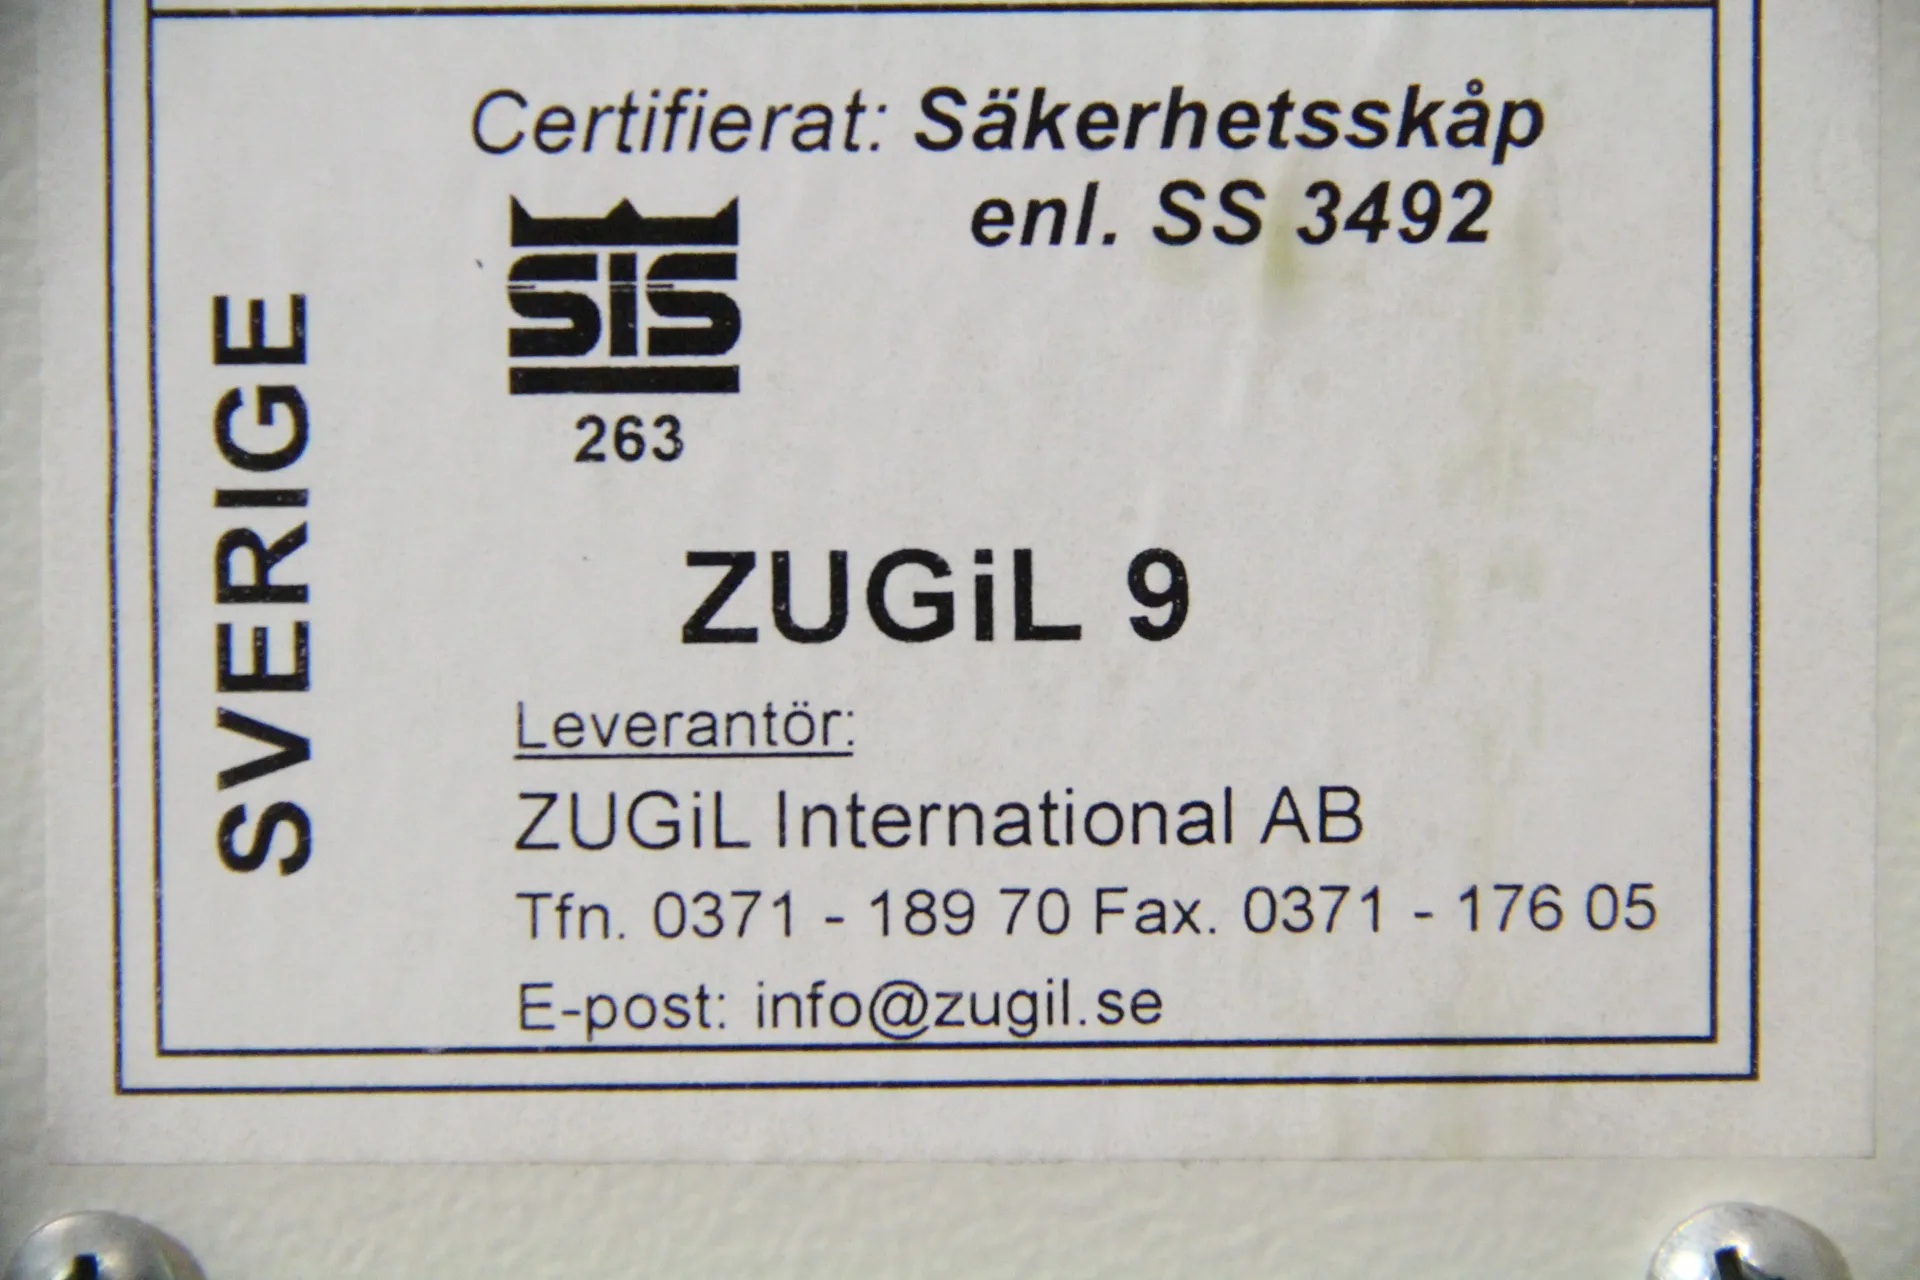 SVERIGE
Certifierat: Säkerhetsskåp
enl. SS 3492
SIS
263
ZUGiL 9
Leverantör:
ZUGiL International AB
Tfn. 0371 - 189 70 Fax. 0371 - 176 05
E-post: info@zugil.se